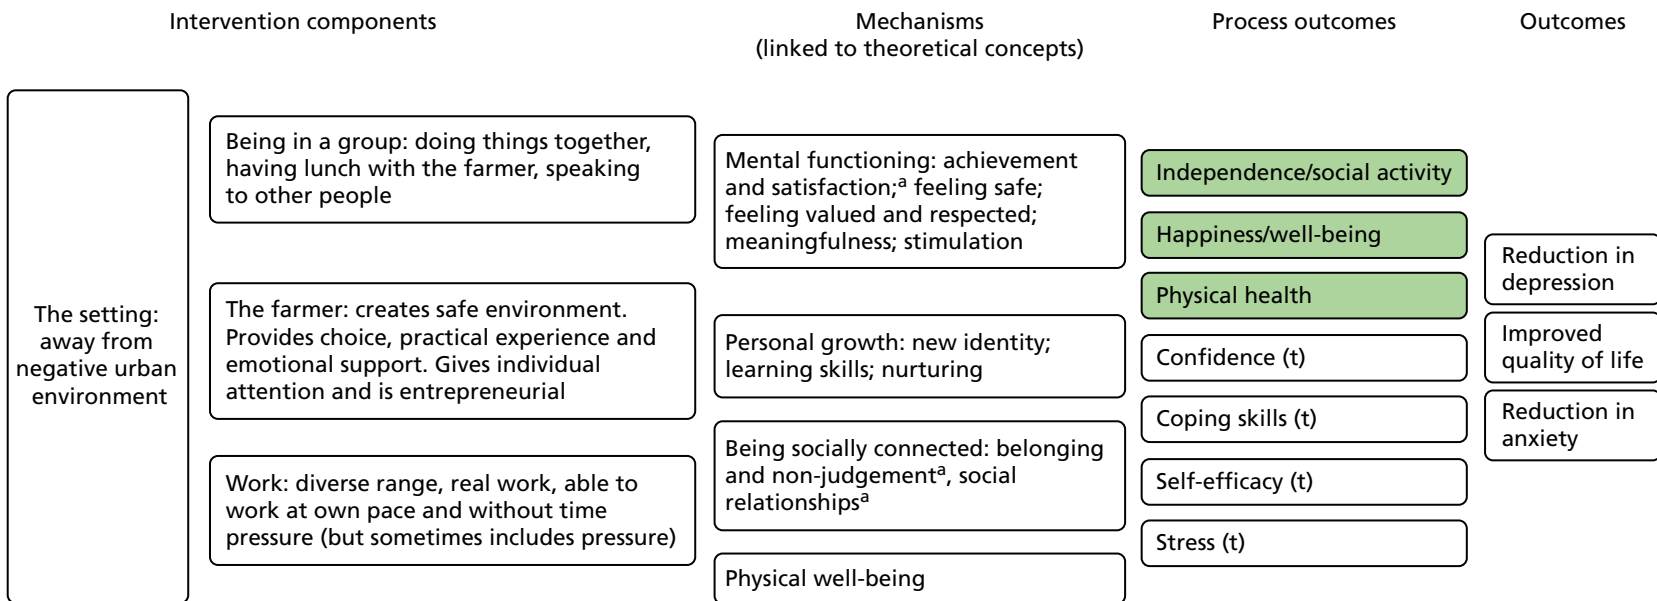 Intervention components
Mechanisms
(linked to theoretical concepts)
Process outcomes
Outcomes
The setting:
away from
negative urban
environment
Being in a group: doing things together,
having lunch with the farmer, speaking
to other people
The farmer: creates safe environment.
Provides choice, practical experience and
emotional support. Gives individual
attention and is entrepreneurial
Work: diverse range, real work, able to
work at own pace and without time
pressure (but sometimes includes pressure)
Mental functioning: achievement
and satisfaction;a feeling safe;
feeling valued and respected;
meaningfulness; stimulation
Personal growth: new identity;
learning skills; nurturing
Being socially connected: belonging
and non-judgementa, social
relationshipsa
Physical well-being
Independence/social activity
Happiness/well-being
Physical health
Confidence (t)
Coping skills (t)
Self-efficacy (t)
Stress (t)
Reduction in
depression
Improved
quality of life
Reduction in
anxiety